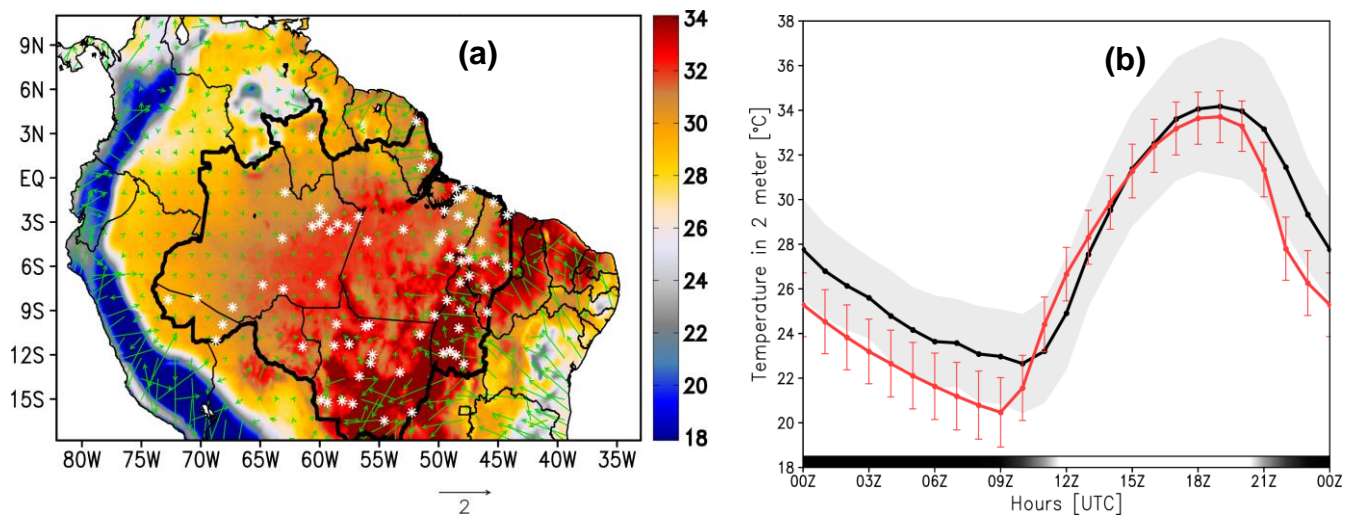 (a)
9N
6N
3N
EQ
3S
6S
9S
12S
15S
80W 75W 70W 65W 60W 55W 50W 45W 40W 35W
2
34
32
30
28
26
24
22
20
18
(b)
Temperature in 2 meter [°C]
38
36
34
32
30
28
26
24
22
20
18
00Z 03Z 06Z 09Z 12Z 15Z 18Z 21Z 00Z
Hours [UTC]